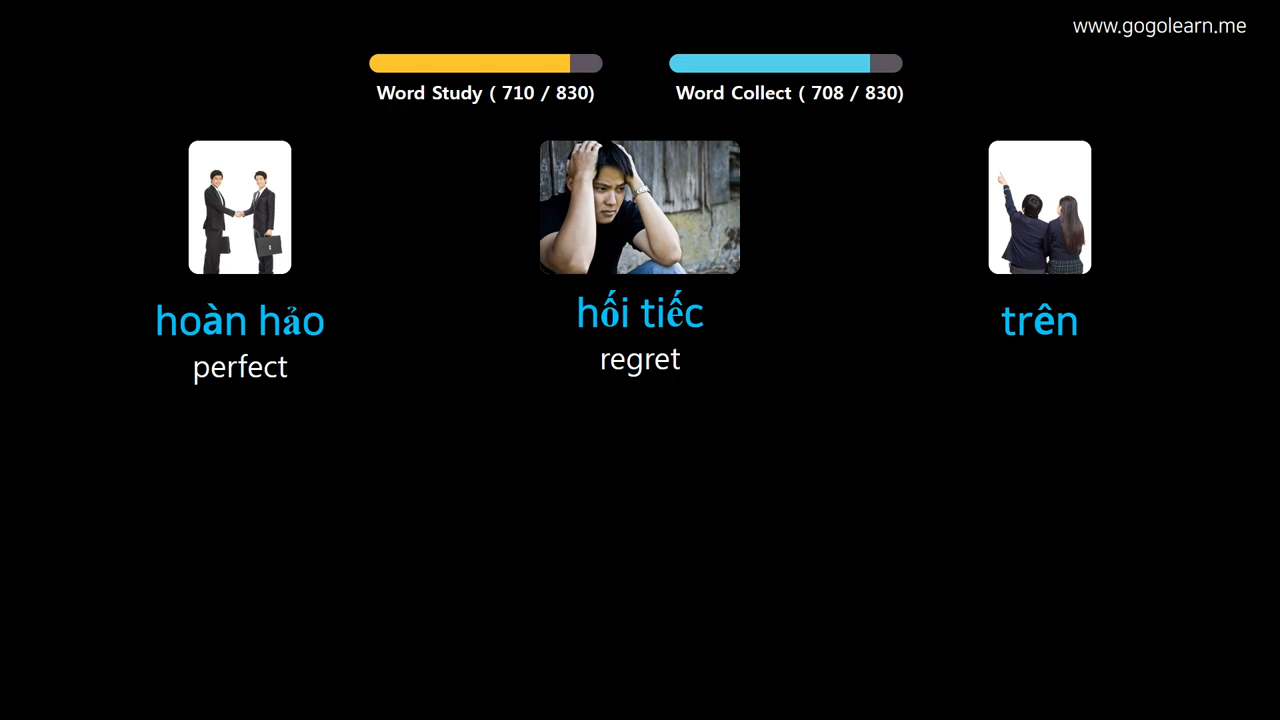 www.gogolearn.me
Word Study ( 710 / 830)
Word Collect ( 708 / 830)
hoàn hảo
perfect
hối tiếc
regret
trên